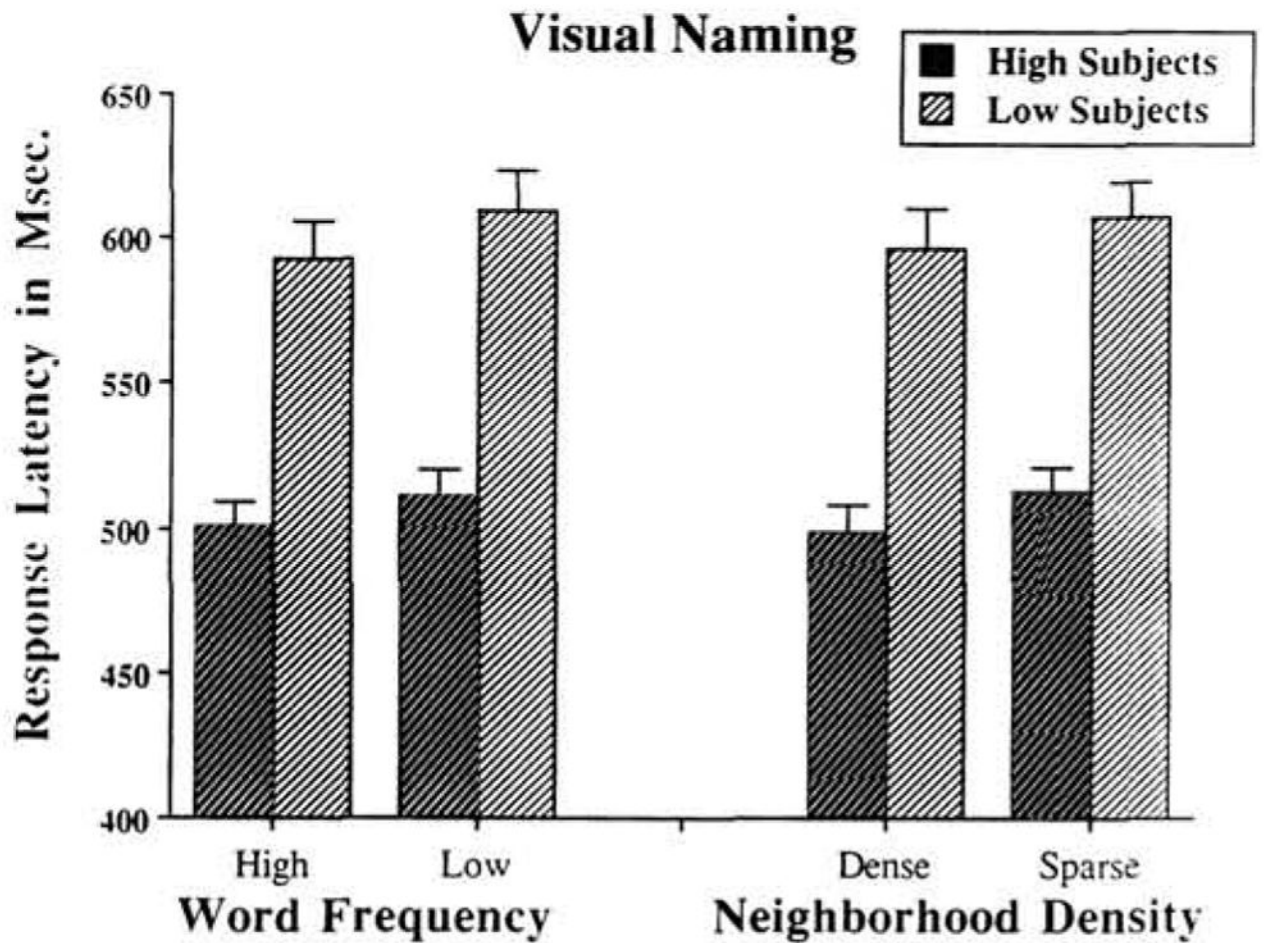 Visual Naming
High Subjects
Low Subjects
Response Latency in Msec.
650
600
550
500
450
400
High
Low
Dense
Sparse
Word Frequency
Neighborhood Density